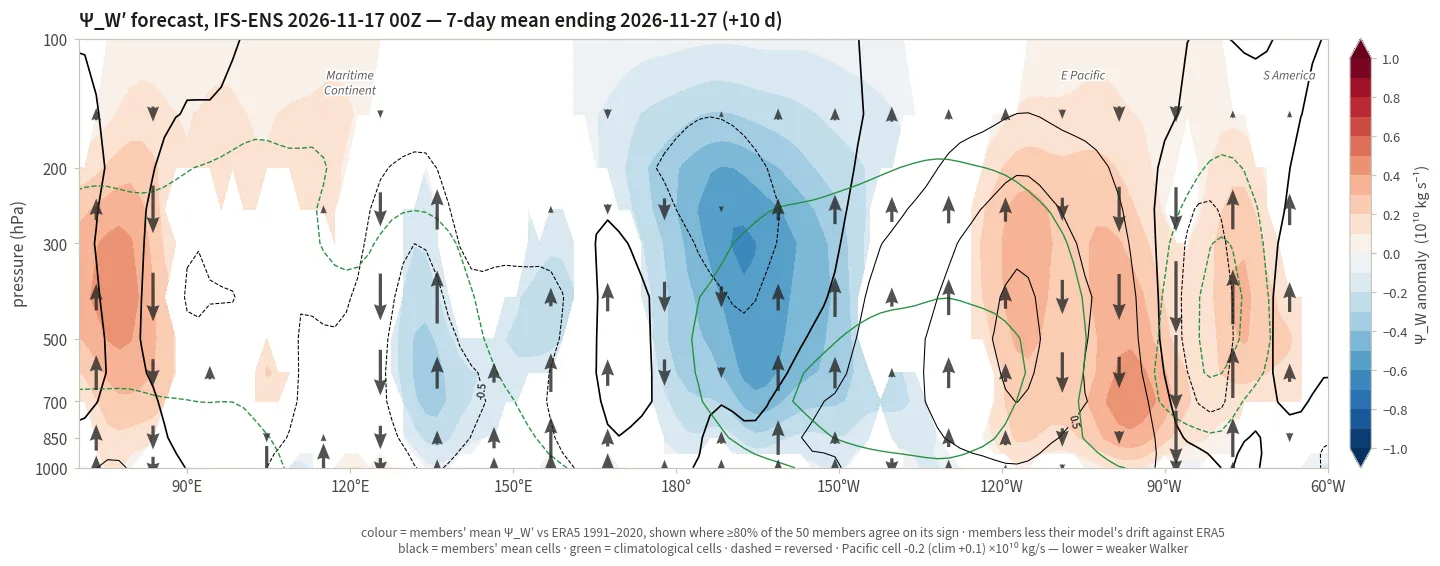 Ψ_W′ forecast, IFS-ENS 2026-11-17 00Z — 7-day mean ending 2026-11-27 (+10 d)
pressure (hPa)
100
200
300
400
500
700
850
1000
Maritime
Continent
E Pacific
S America
-0.5
0.5
90°E
120°E
150°E
180°
150°W
120°W
90°W
60°W
1.0
0.8
0.6
0.4
0.2
0.0
−0.2
−0.4
−0.6
−0.8
−1.0
Ψ_W anomaly (10¹⁰ kg s⁻¹)
colour = members' mean Ψ_W′ vs ERA5 1991–2020, shown where ≥80% of the 50 members agree on its sign · members less their model's drift against ERA5
black = members' mean cells · green = climatological cells · dashed = reversed · Pacific cell -0.2 (clim +0.1) ×10¹⁰ kg/s — lower = weaker Walker